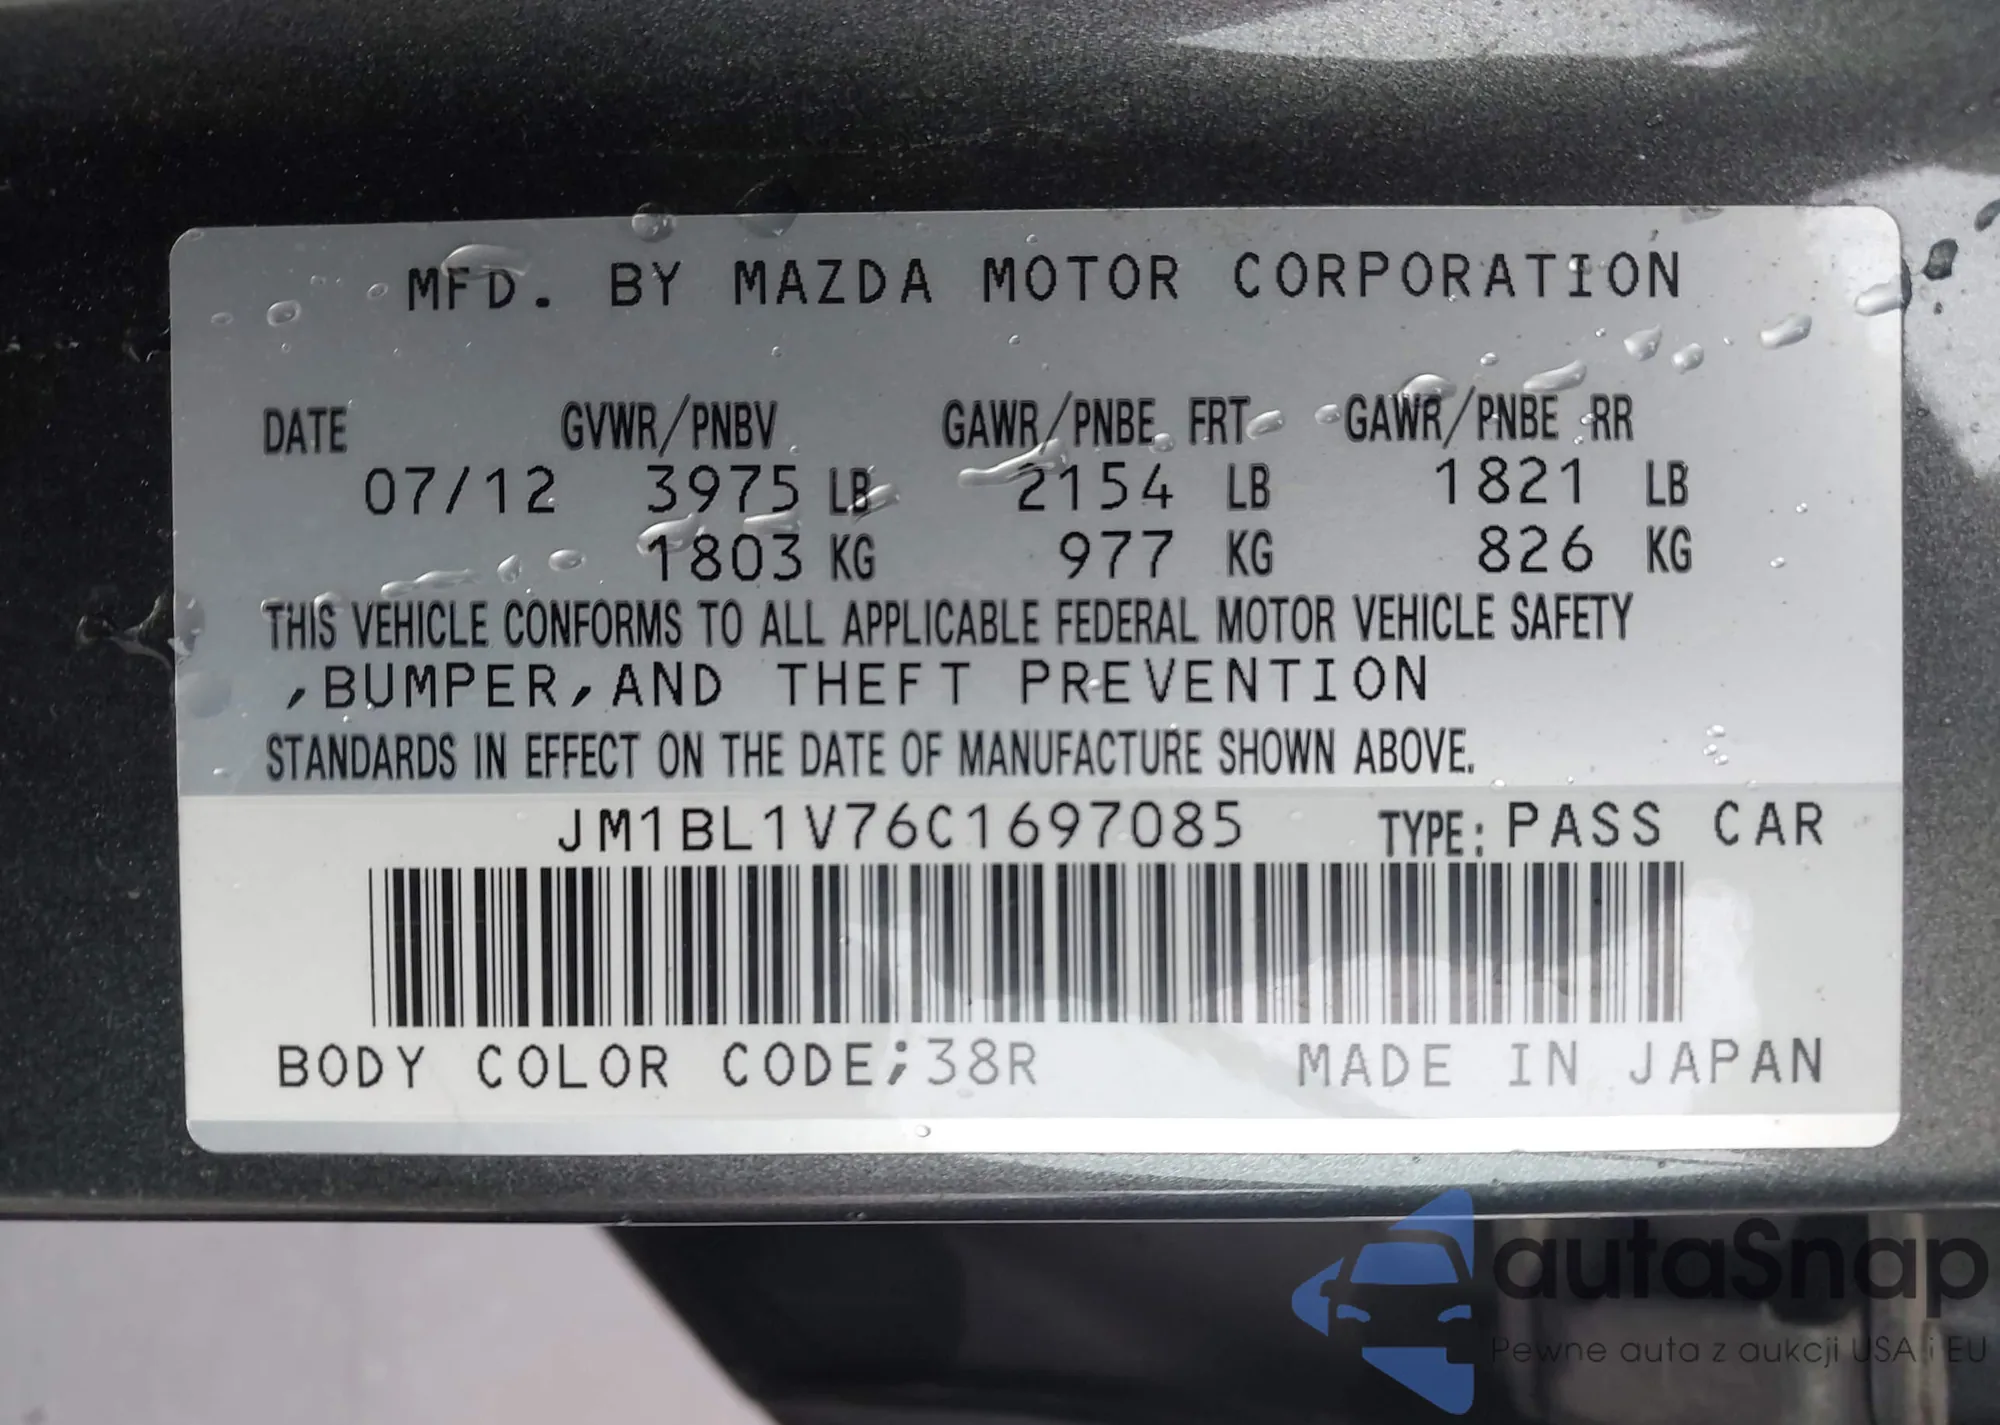 MFD. BY MAZDA MOTOR CORPORATION
DATE GVWR/PNBV GAWR/PNBE FRT GAWR/PNBE RR
07/12 3975 LB 2154 LB 1821 LB
1803 KG 977 KG 826 KG
THIS VEHICLE CONFORMS TO ALL APPLICABLE FEDERAL MOTOR VEHICLE SAFETY
,BUMPER,AND THEFT PREVENTION
STANDARDS IN EFFECT ON THE DATE OF MANUFACTURE SHOWN ABOVE.
JM1BL1V76C1697085 TYPE: PASS CAR
BODY COLOR CODE;38R MADE IN JAPAN
autaSnap
Pewne auta z aukcji USA i EU